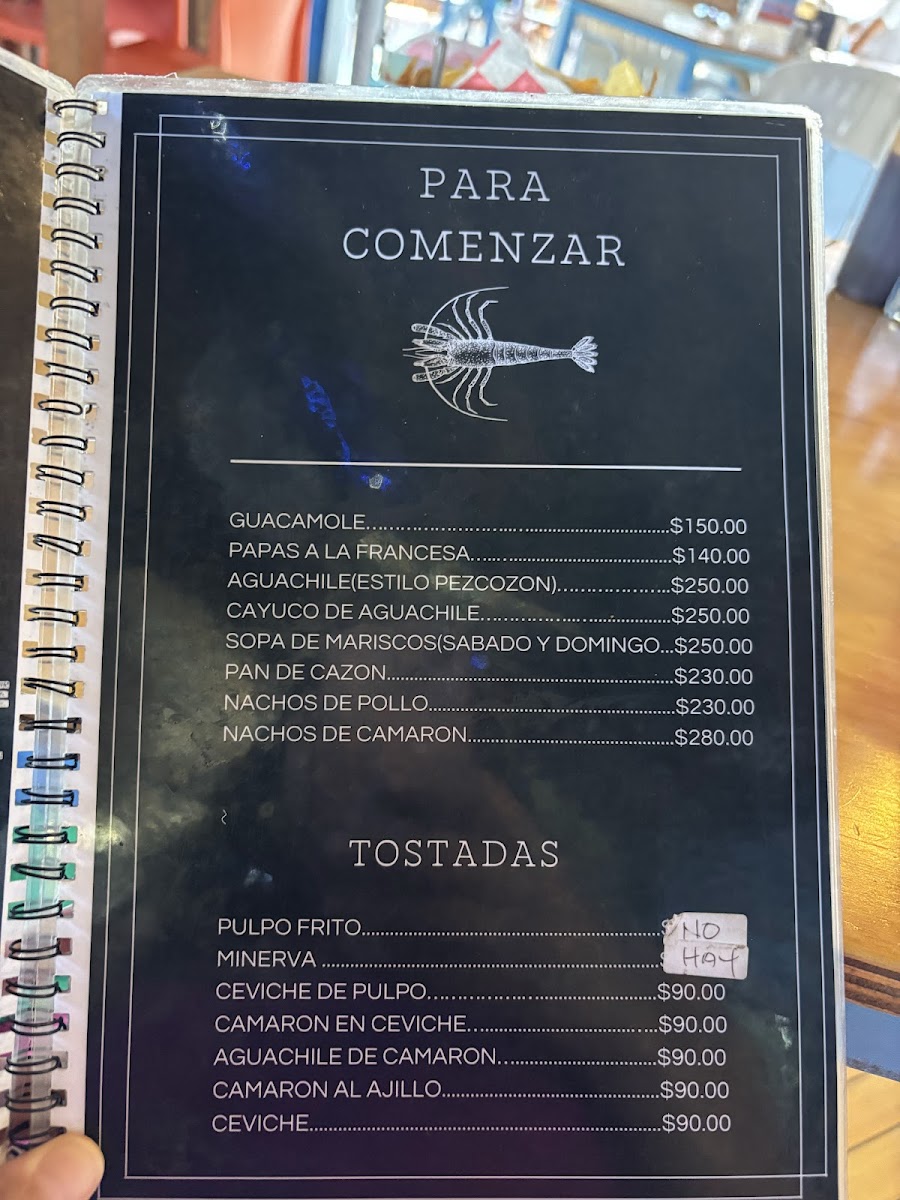 PARA
COMENZAR
GUACAMOLE..................................................$150.00
PAPAS A LA FRANCESA..................................$140.00
AGUACHILE(ESTILO PEZCOZON)...................$250.00
CAYUCO DE AGUACHILE................................$250.00
SOPA DE MARISCOS(SABADO Y DOMINGO...$250.00
PAN DE CAZON................................................$230.00
NACHOS DE POLLO..........................................$230.00
NACHOS DE CAMARON...................................$280.00
TOSTADAS
PULPO FRITO....................................................$ NO
MINERVA ..........................................................$ HAY
CEVICHE DE PULPO........................................$90.00
CAMARON EN CEVICHE.................................$90.00
AGUACHILE DE CAMARON............................$90.00
CAMARON AL AJILLO......................................$90.00
CEVICHE...........................................................$90.00